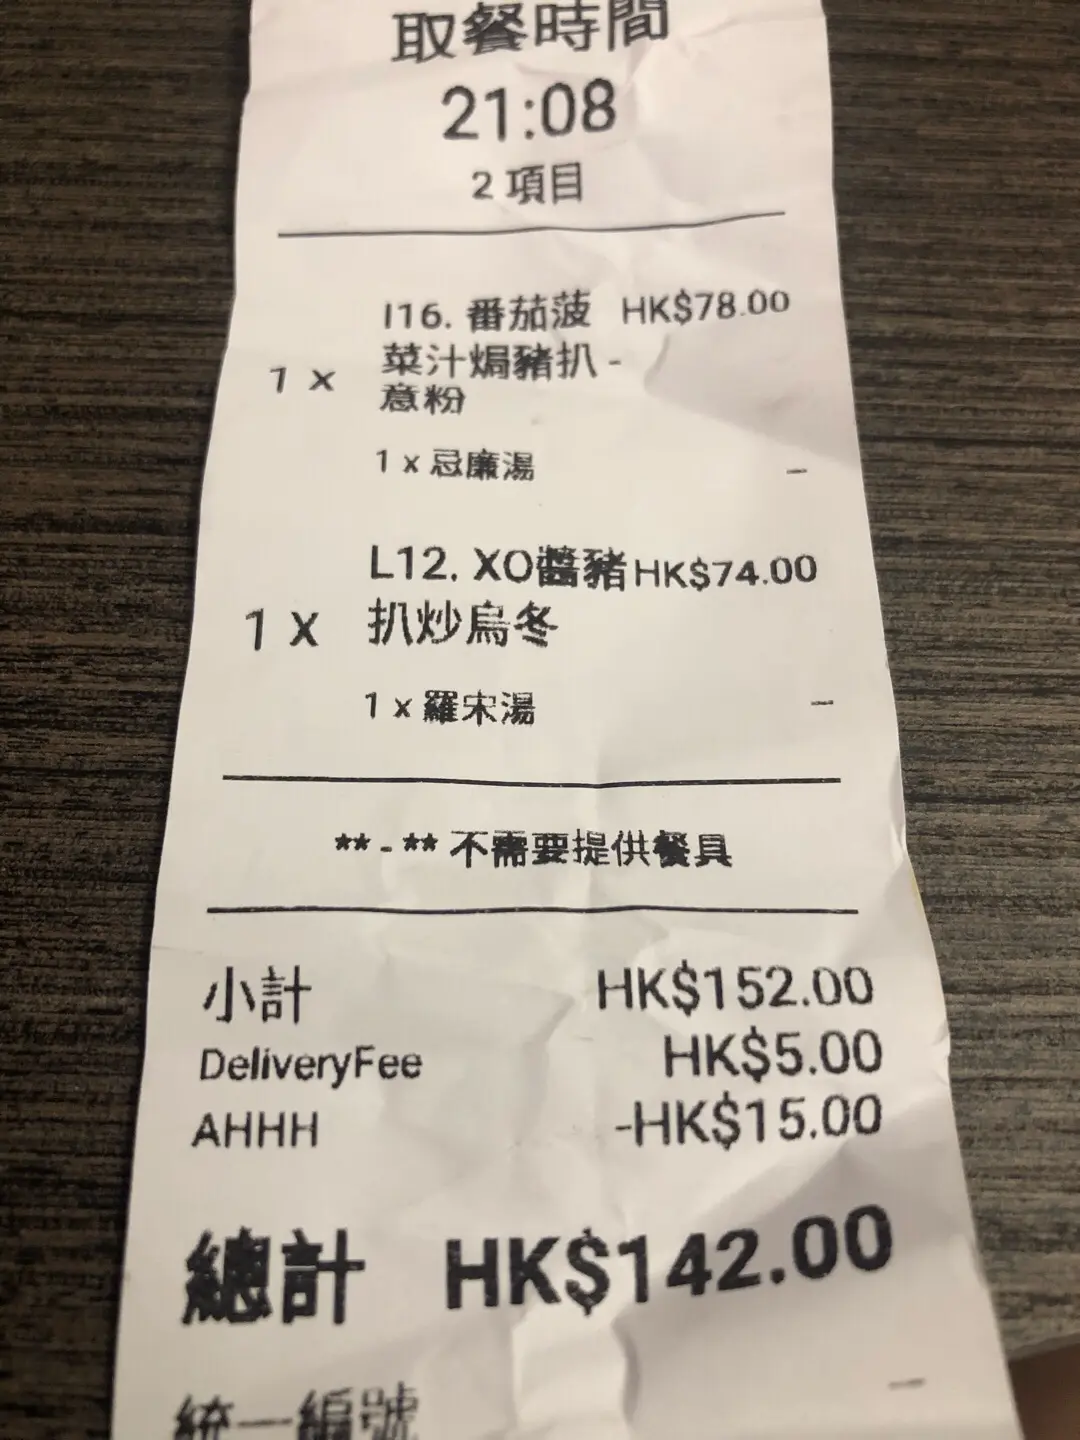 取餐時間
21:08
2 項目
I16. 番茄菠 HK$78.00
1 x 菜汁焗豬扒 -
意粉
1 x 忌廉湯 -
L12. XO醬豬 HK$74.00
1 x 扒炒烏冬
1 x 羅宋湯 -
** - ** 不需要提供餐具
小計 HK$152.00
DeliveryFee HK$5.00
AHHH -HK$15.00
總計 HK$142.00
統一編號 -